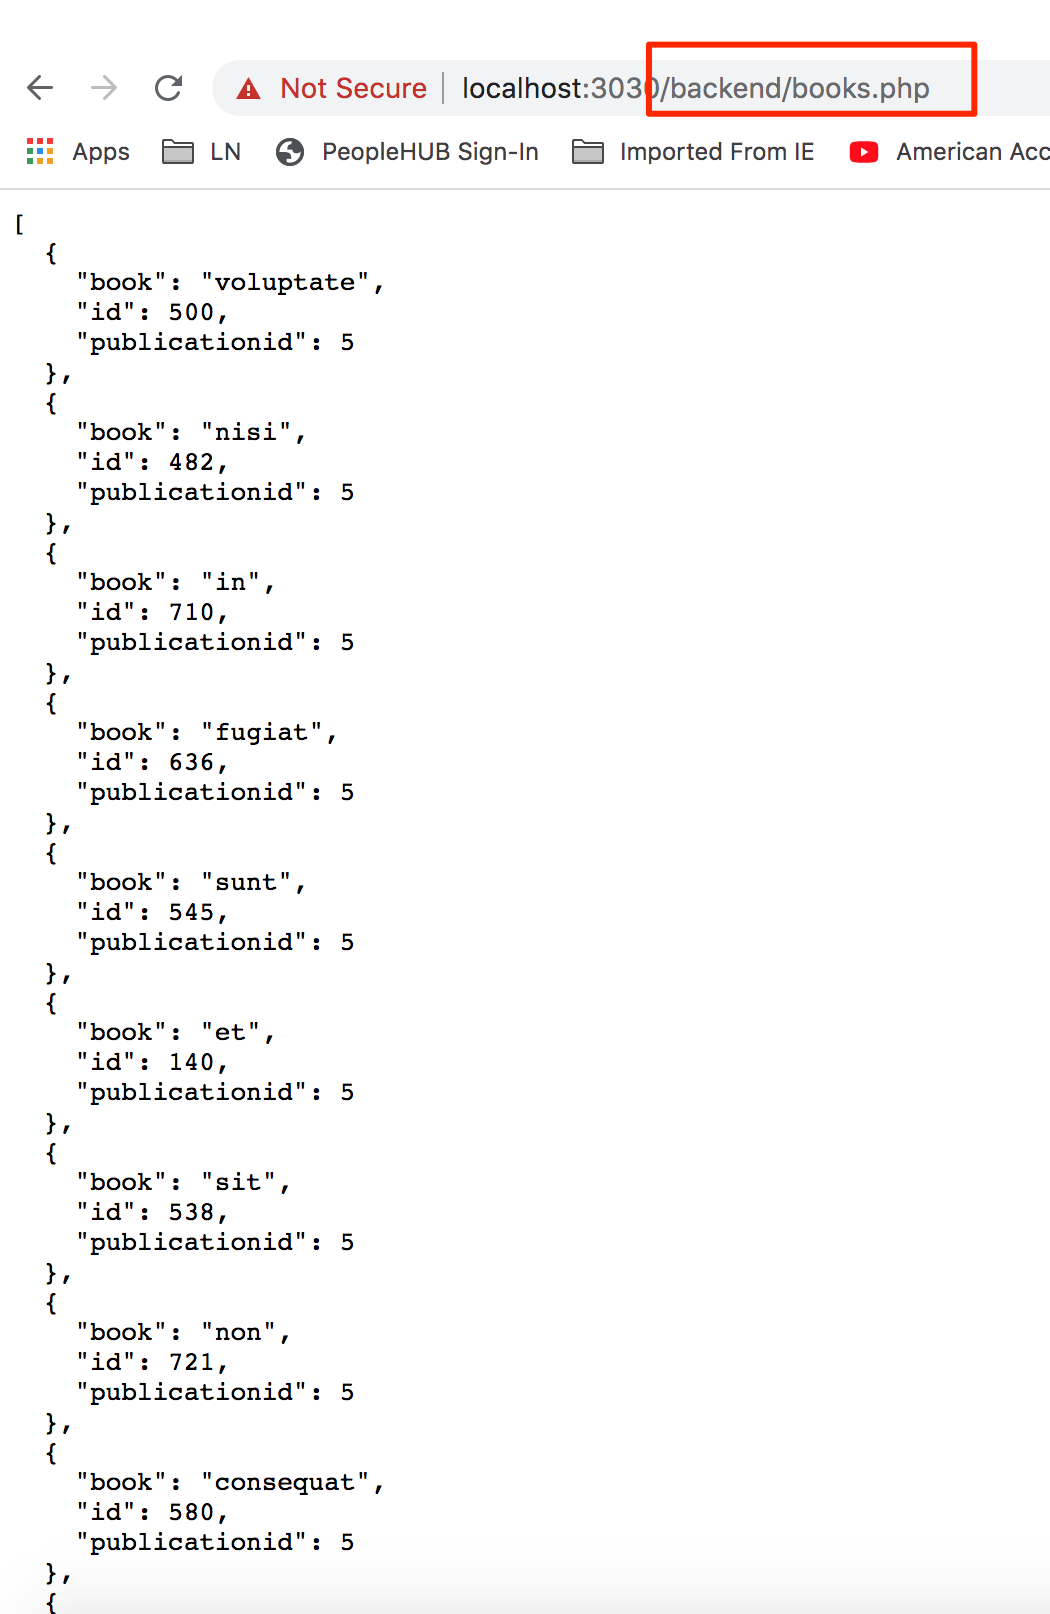 Not Secure | localhost:3030/backend/books.php
Apps LN PeopleHUB Sign-In Imported From IE American Acc
[
  {
    "book": "voluptate",
    "id": 500,
    "publicationid": 5
  },
  {
    "book": "nisi",
    "id": 482,
    "publicationid": 5
  },
  {
    "book": "in",
    "id": 710,
    "publicationid": 5
  },
  {
    "book": "fugiat",
    "id": 636,
    "publicationid": 5
  },
  {
    "book": "sunt",
    "id": 545,
    "publicationid": 5
  },
  {
    "book": "et",
    "id": 140,
    "publicationid": 5
  },
  {
    "book": "sit",
    "id": 538,
    "publicationid": 5
  },
  {
    "book": "non",
    "id": 721,
    "publicationid": 5
  },
  {
    "book": "consequat",
    "id": 580,
    "publicationid": 5
  },
  {